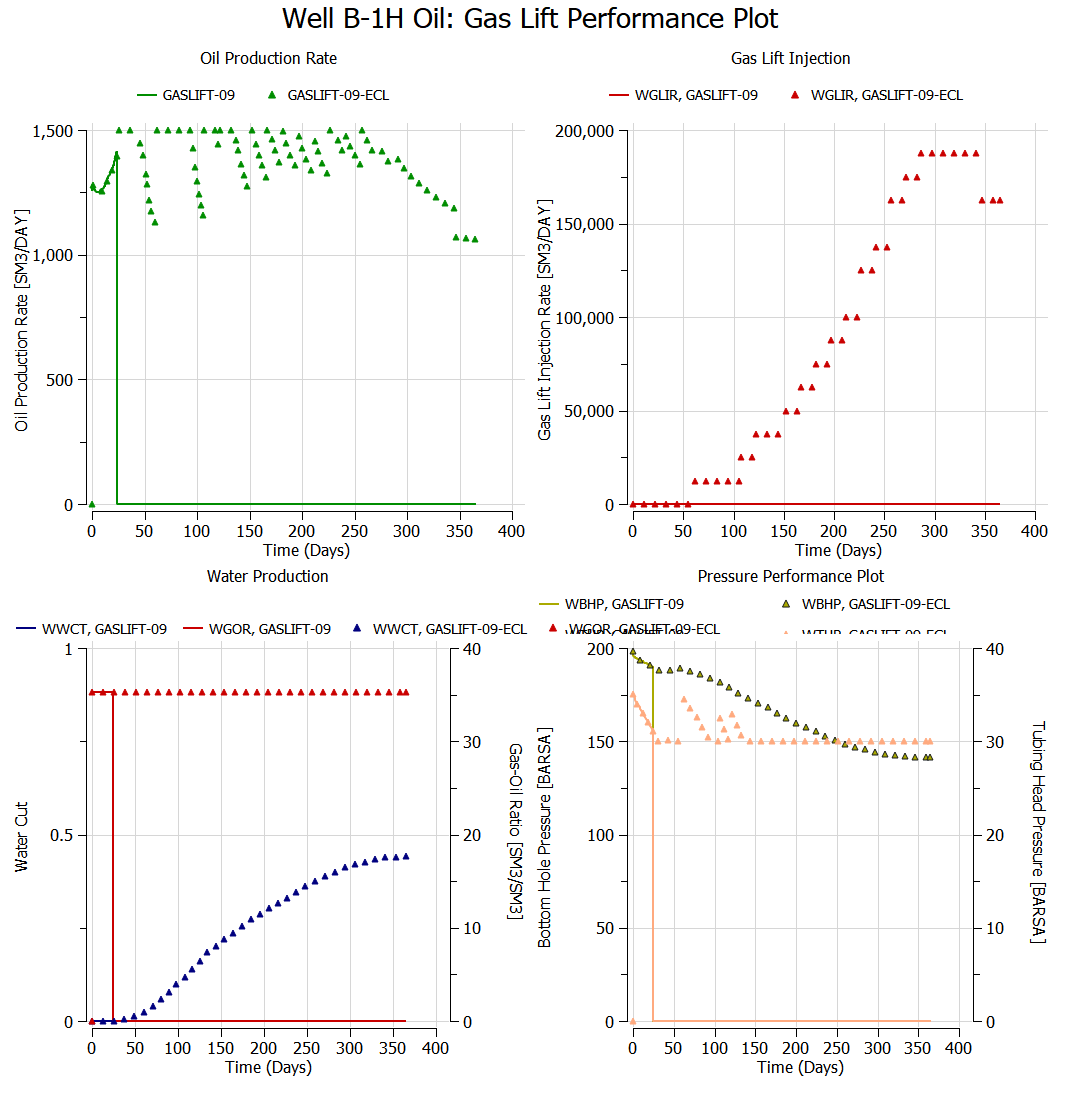 Well B-1H Oil: Gas Lift Performance Plot
Oil Production Rate
GASLIFT-09 GASLIFT-09-ECL
1,500
1,000
500
0
Oil Production Rate [SM3/DAY]
0 50 100 150 200 250 300 350 400
Time (Days)
Gas Lift Injection
WGLIR, GASLIFT-09 WGLIR, GASLIFT-09-ECL
200,000
150,000
100,000
50,000
0
Gas Lift Injection Rate [SM3/DAY]
0 50 100 150 200 250 300 350 400
Time (Days)
Water Production
WWCT, GASLIFT-09 WGOR, GASLIFT-09 WWCT, GASLIFT-09-ECL WGOR, GASLIFT-09-ECL
1
0.5
0
Water Cut
40
30
20
10
0
Gas-Oil Ratio [SM3/SM3]
0 50 100 150 200 250 300 350 400
Time (Days)
Pressure Performance Plot
WBHP, GASLIFT-09 WBHP, GASLIFT-09-ECL
WTHP, GASLIFT-09-ECL
200
150
100
50
0
Bottom Hole Pressure [BARSA]
40
30
20
10
0
Tubing Head Pressure [BARSA]
0 50 100 150 200 250 300 350 400
Time (Days)